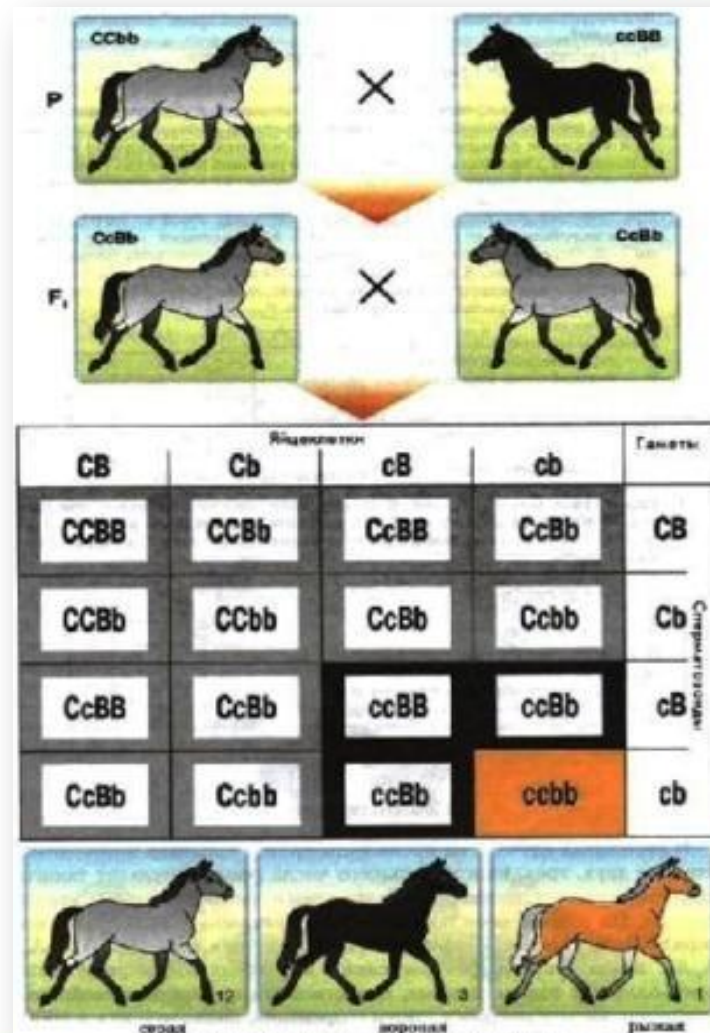 CCbb ccBB
P
CcBb CcBb
F₁
Яйцеклетки Гаметы
CB Cb cB cb
CCBB CCBb CcBB CcBb CB
CCBb CCbb CcBb Ccbb Cb
Сперматозоиды
CcBB CcBb ccBB ccBb cB
CcBb Ccbb ccBb ccbb cb
12 3 1
серая вороная рыжая